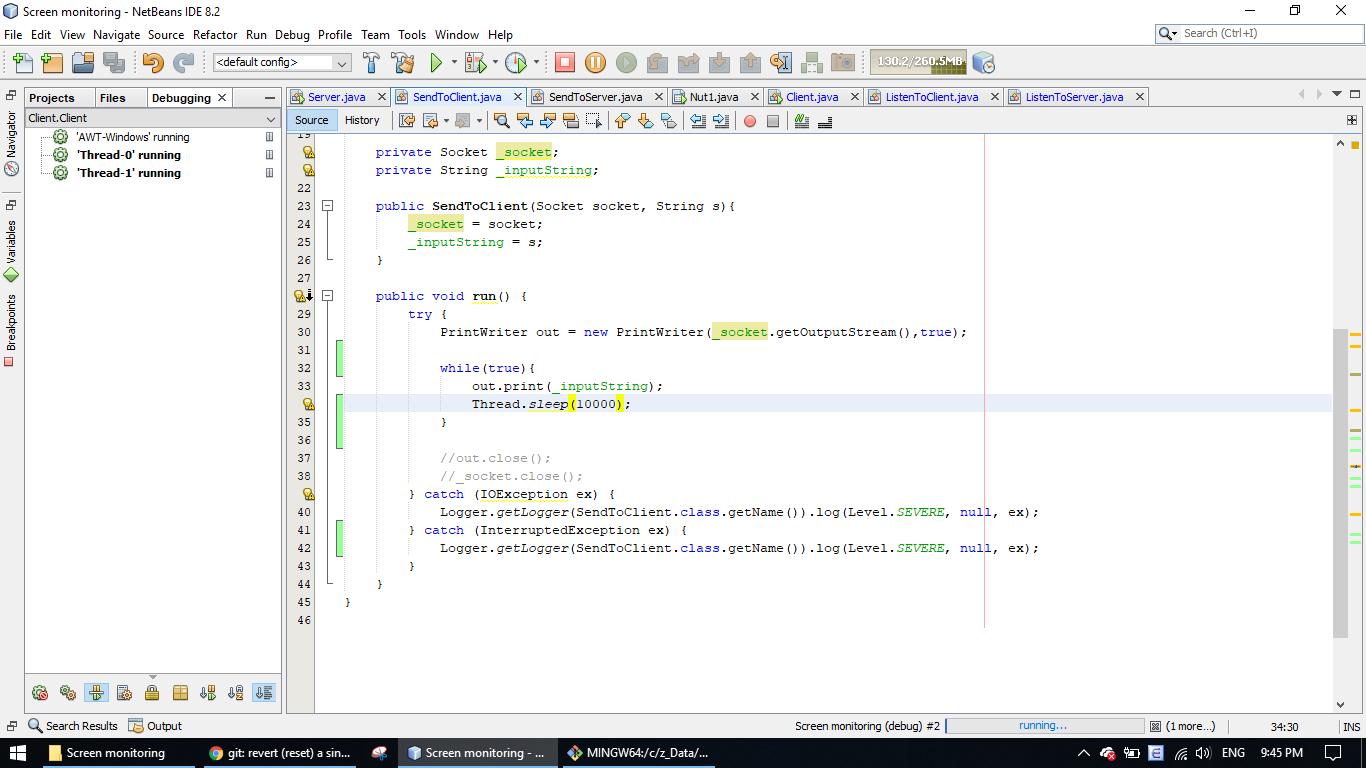 Screen monitoring - NetBeans IDE 8.2
File Edit View Navigate Source Refactor Run Debug Profile Team Tools Window Help
Search (Ctrl+I)
<default config>
130.2/260.5MB
Projects Files Debugging
Server.java SendToClient.java SendToServer.java Nut1.java Client.java ListenToClient.java ListenToServer.java
Client.Client
Source History
'AWT-Windows' running
'Thread-0' running
'Thread-1' running
Navigator
Variables
Breakpoints
19
private Socket _socket;
private String _inputString;
22
23 public SendToClient(Socket socket, String s){
24 _socket = socket;
25 _inputString = s;
26 }
27
public void run() {
29 try {
30 PrintWriter out = new PrintWriter(_socket.getOutputStream(),true);
31
32 while(true){
33 out.print(_inputString);
Thread.sleep(10000);
35 }
36
37 //out.close();
38 //_socket.close();
} catch (IOException ex) {
40 Logger.getLogger(SendToClient.class.getName()).log(Level.SEVERE, null, ex);
41 } catch (InterruptedException ex) {
42 Logger.getLogger(SendToClient.class.getName()).log(Level.SEVERE, null, ex);
43 }
44 }
45 }
46
Search Results Output
Screen monitoring (debug) #2 running... (1 more...) 34:30 INS
Screen monitoring
git: revert (reset) a sin...
Screen monitoring - ...
MINGW64:/c/z_Data/...
ENG 9:45 PM